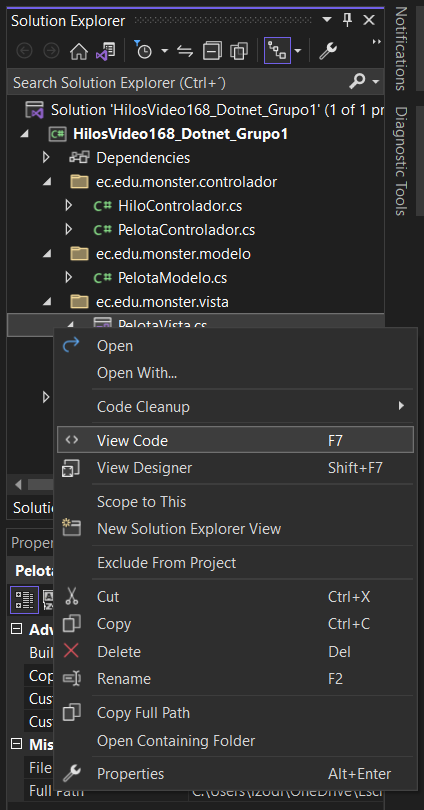 Solution Explorer
Search Solution Explorer (Ctrl+´)
Solution 'HilosVideo168_Dotnet_Grupo1' (1 of 1 pr
HilosVideo168_Dotnet_Grupo1
Dependencies
ec.edu.monster.controlador
C# HiloControlador.cs
C# PelotaControlador.cs
ec.edu.monster.modelo
C# PelotaModelo.cs
ec.edu.monster.vista
PelotaVista.cs
Open
Open With...
Code Cleanup
View Code F7
View Designer Shift+F7
Scope to This
New Solution Explorer View
Exclude From Project
Cut Ctrl+X
Copy Ctrl+C
Delete Del
Rename F2
Copy Full Path
Open Containing Folder
Properties Alt+Enter
Solutio
Proper
Pelota
Adv
Buil
Cop
Cust
Cust
Mis
File
Full Path C:\Users\izodi\OneDrive\Escri
Notifications
Diagnostic Tools